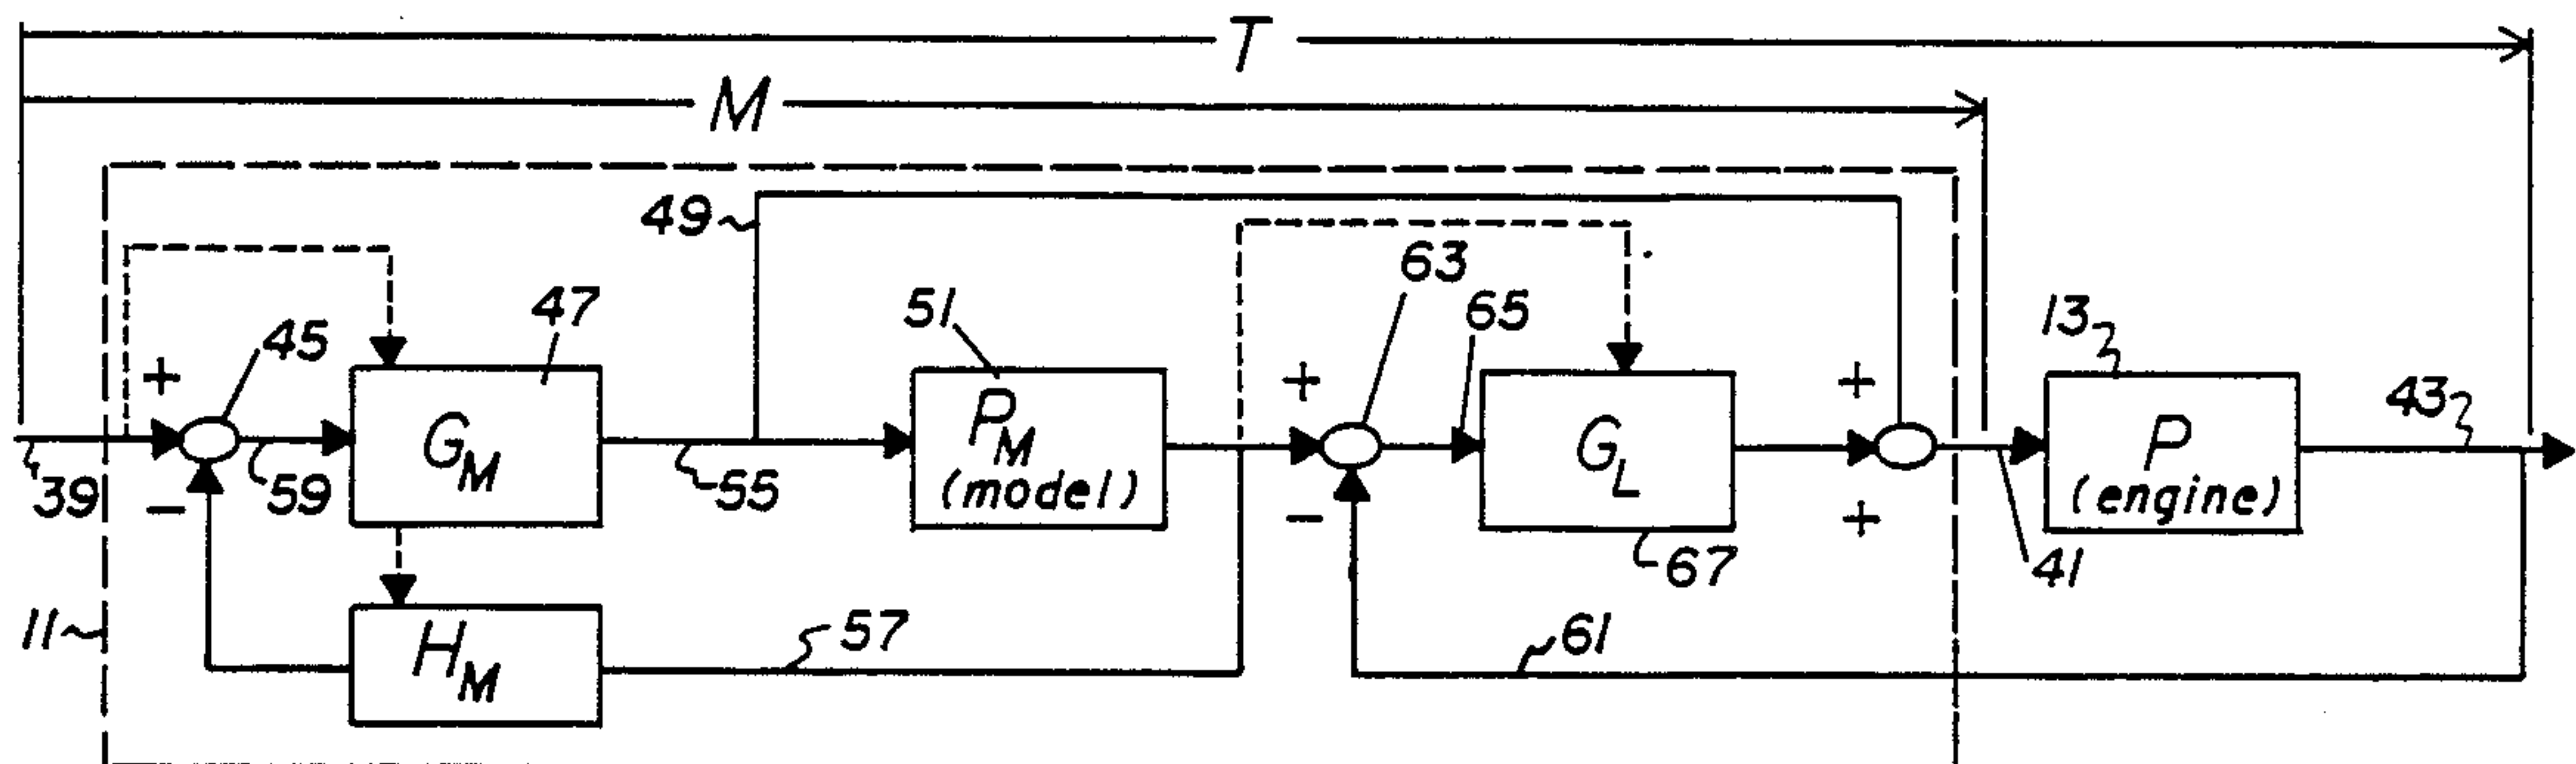 T
M
49
63
47
51
65
13
45
43
+
+
+
G_M
P_M
(model)
G_L
P
(engine)
39
-
59
55
-
67
+
41
11
H_M
57
61